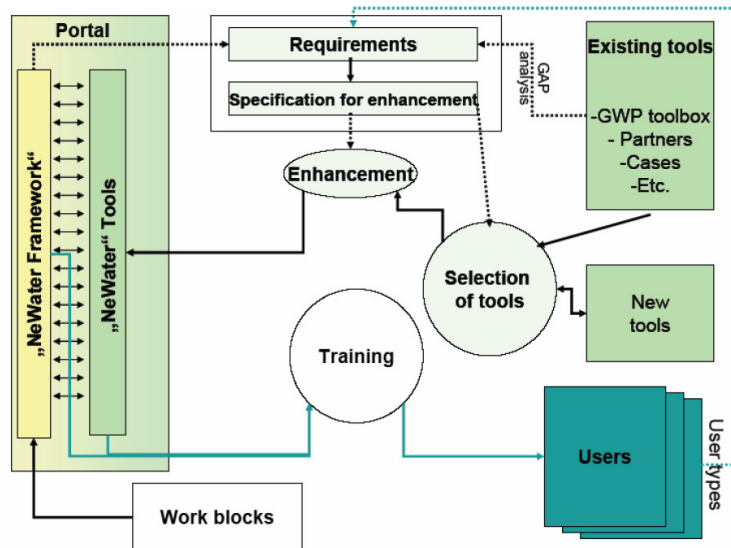 Portal
„NeWater Framework“
„NeWater“ Tools
Requirements
Specification for enhancement
Enhancement
GAP
analysis
Existing tools
-GWP toolbox
- Partners
-Cases
-Etc.
Selection
of tools
New
tools
Training
Users
User types
Work blocks